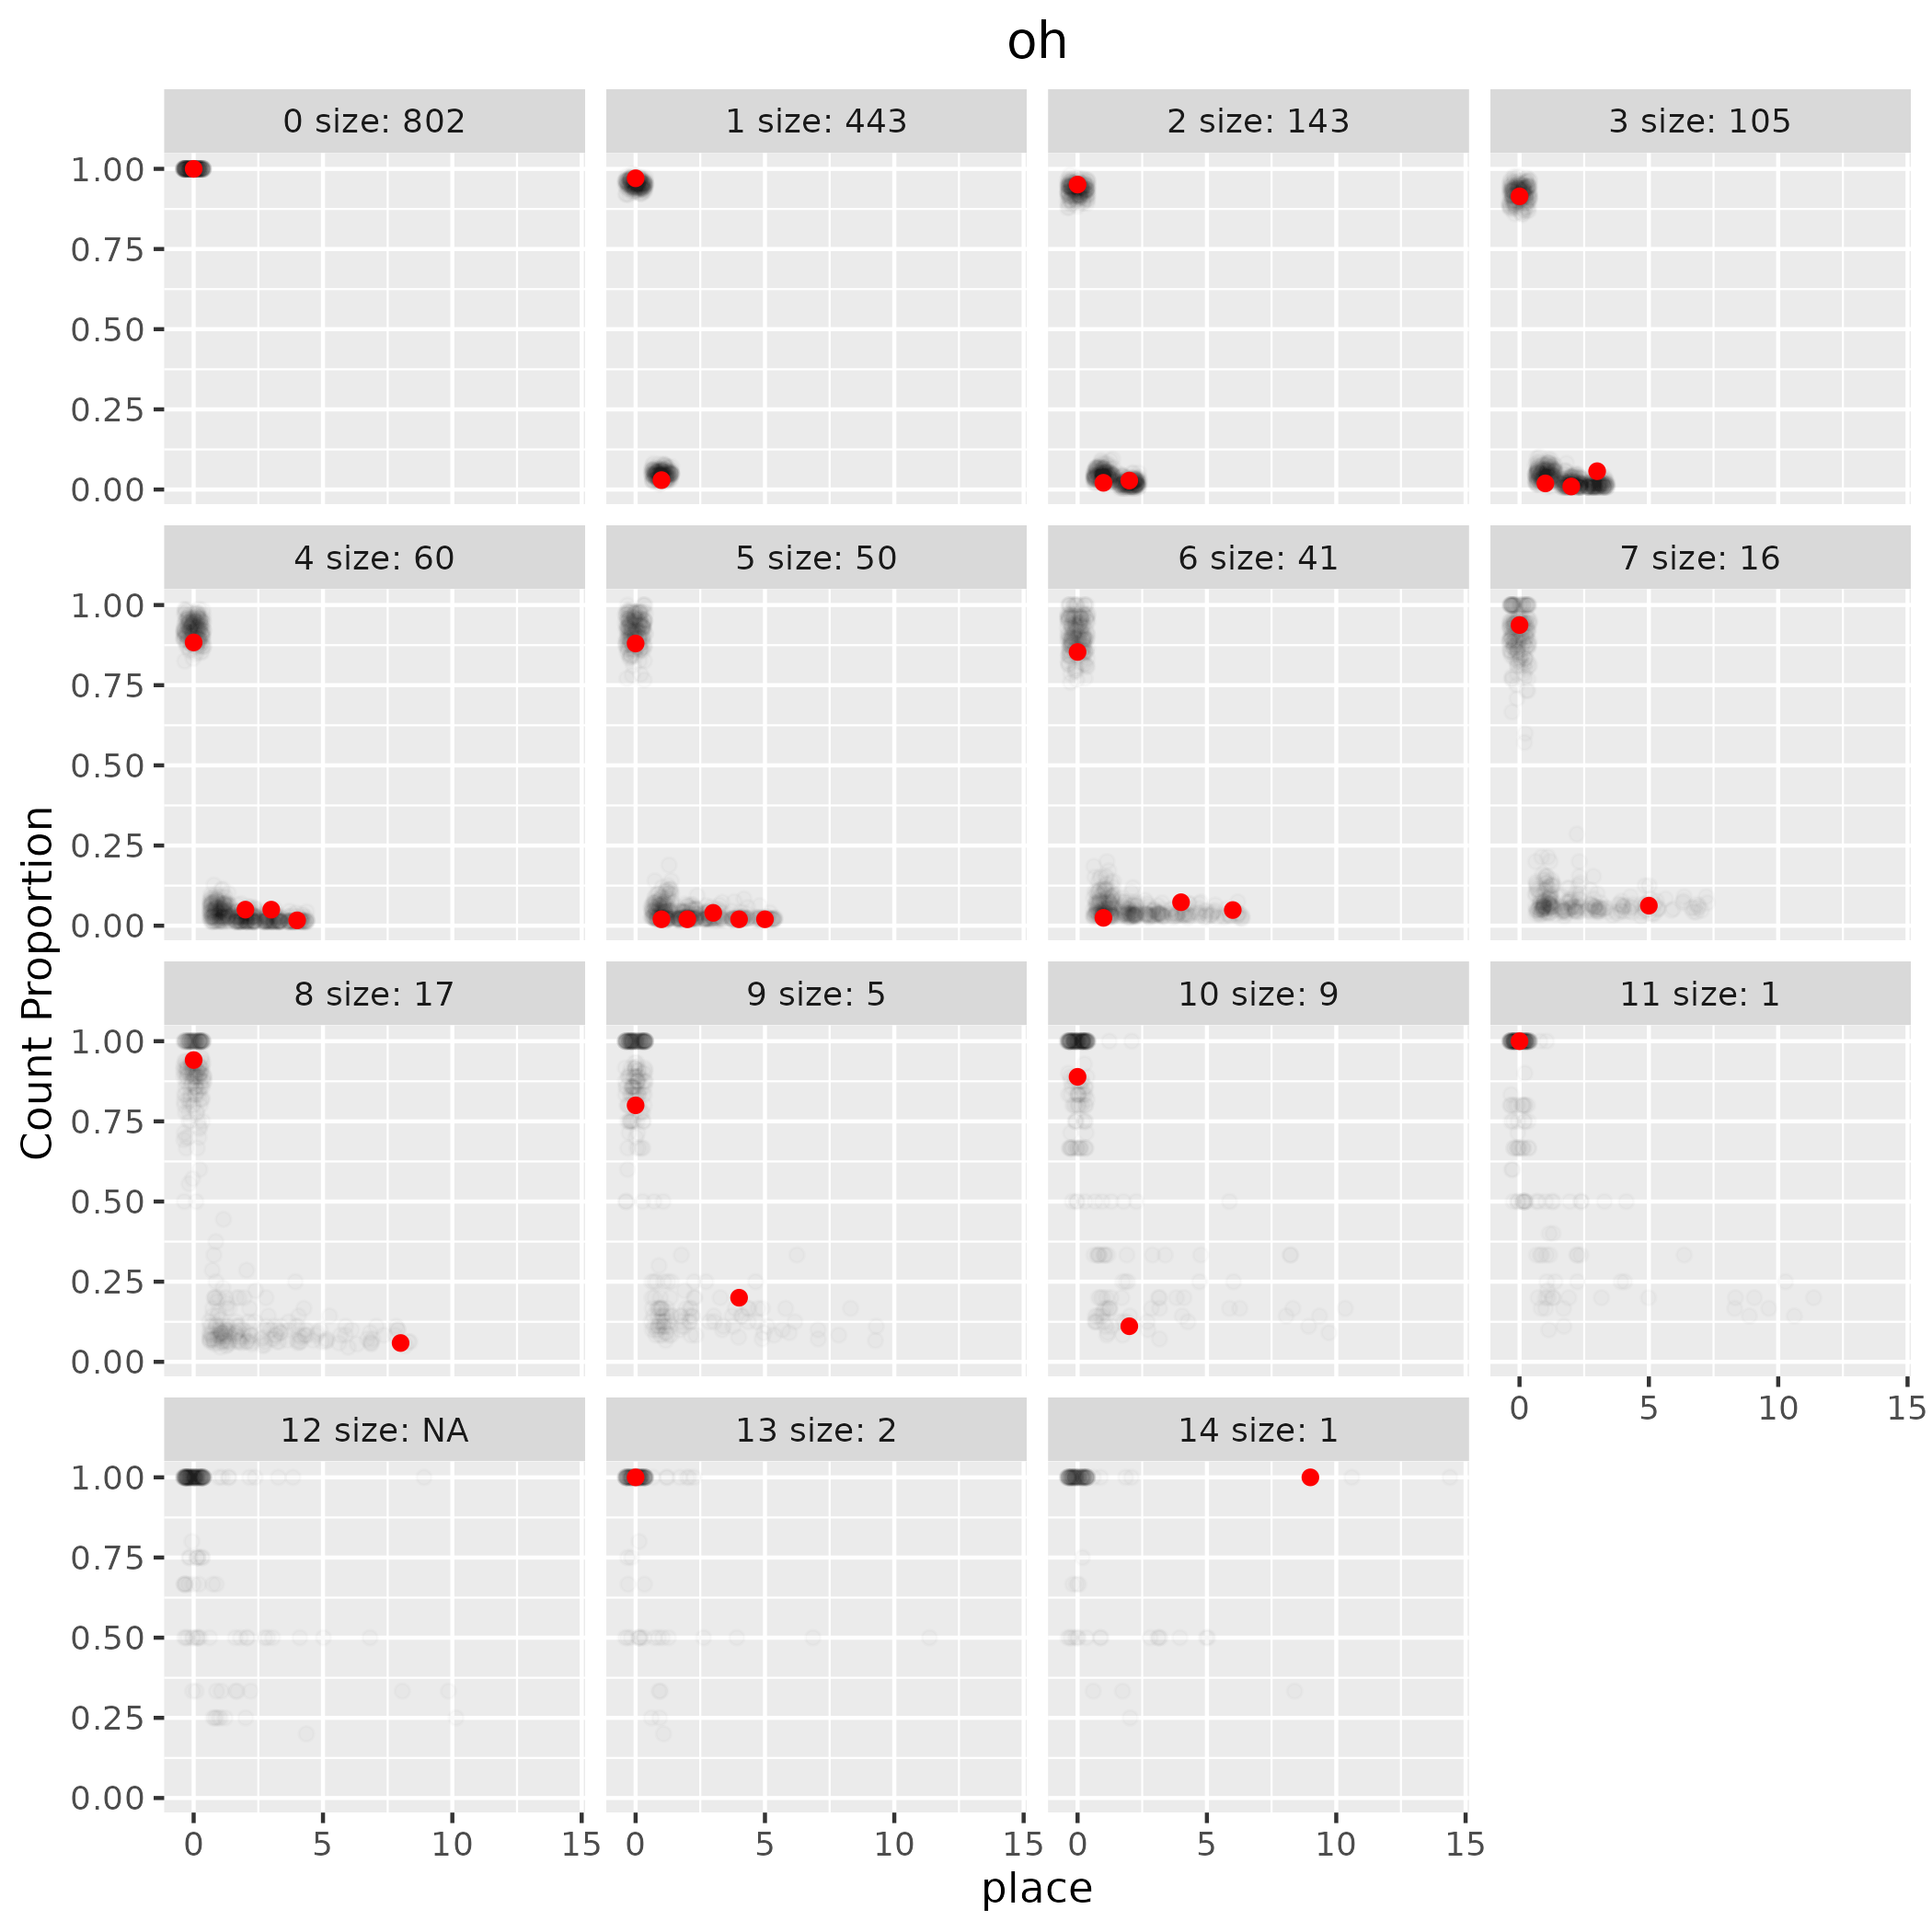 oh
0 size: 802
1 size: 443
2 size: 143
3 size: 105
1.00
0.75
0.50
0.25
0.00
4 size: 60
5 size: 50
6 size: 41
7 size: 16
1.00
0.75
0.50
0.25
0.00
8 size: 17
9 size: 5
10 size: 9
11 size: 1
1.00
0.75
0.50
0.25
0.00
0 5 10 15
12 size: NA
13 size: 2
14 size: 1
1.00
0.75
0.50
0.25
0.00
0 5 10 15
0 5 10 15
0 5 10 15
place
Count Proportion